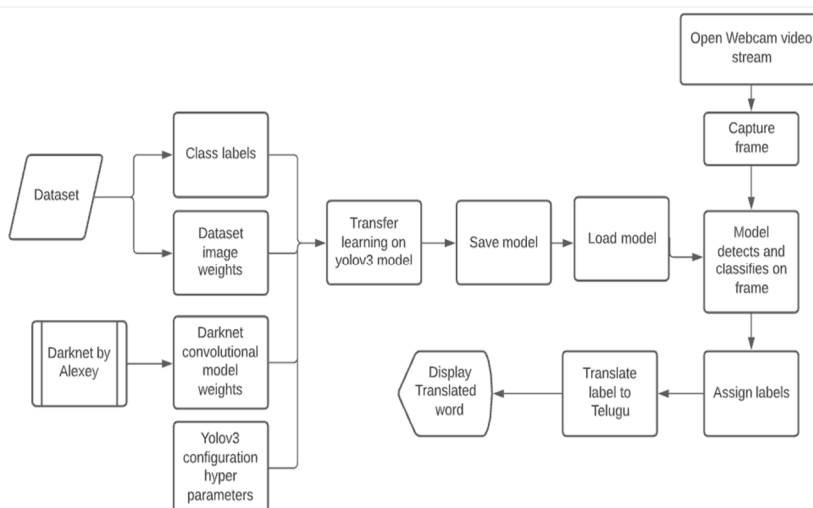 Open Webcam video
stream
Capture
frame
Class labels
Dataset
Dataset
image
weights
Transfer
learning on
yolov3 model
Save model
Load model
Model
detects and
classifies on
frame
Darknet by
Alexey
Darknet
convolutional
model
weights
Display
Translated
word
Translate
label to
Telugu
Assign labels
Yolov3
configuration
hyper
parameters